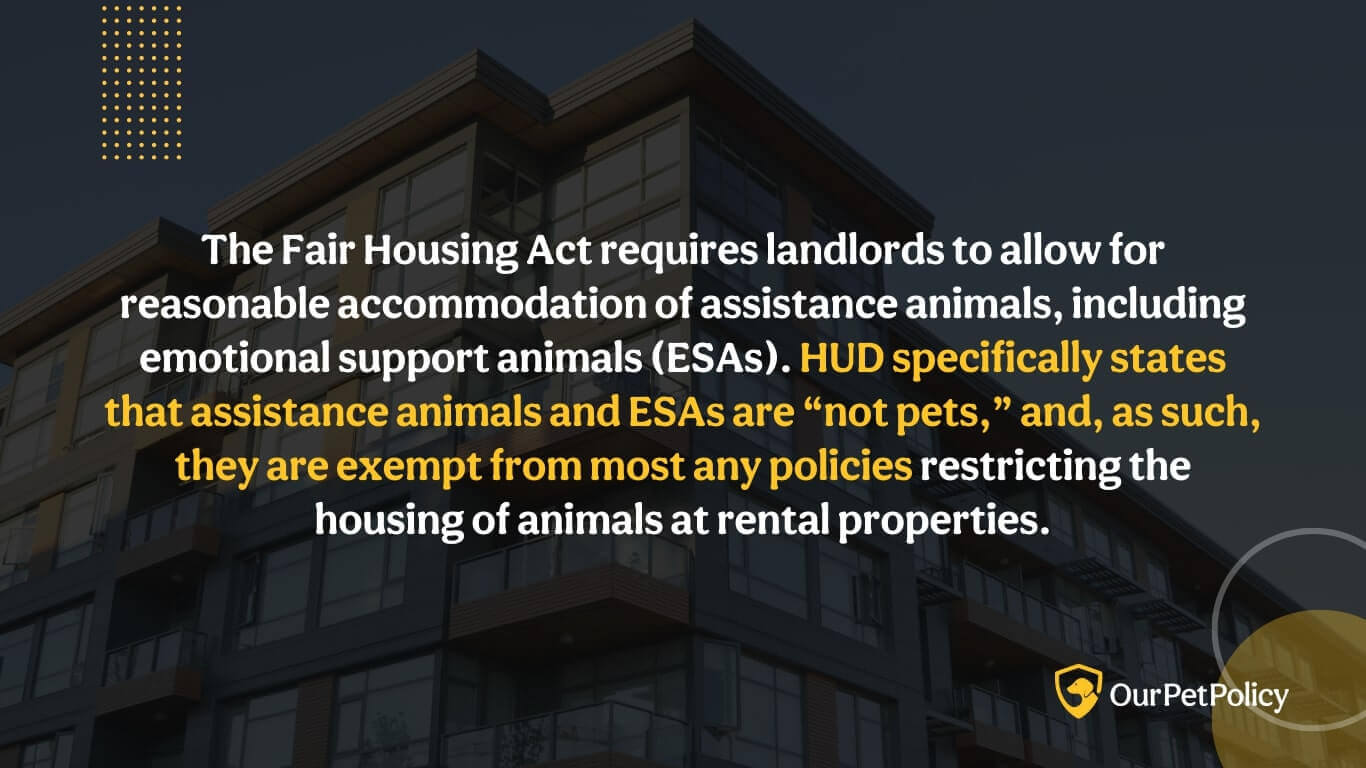 The Fair Housing Act requires landlords to allow for
reasonable accommodation of assistance animals, including
emotional support animals (ESAs). HUD specifically states
that assistance animals and ESAs are “not pets,” and, as such,
they are exempt from most any policies restricting the
housing of animals at rental properties.
OurPetPolicy